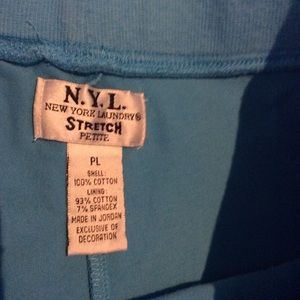 N.Y.L.
NEW YORK LAUNDRY®
STRETCH
PETITE
PL
SHELL:
100% COTTON
LINING:
93% COTTON
7% SPANDEX
MADE IN JORDAN
EXCLUSIVE OF
DECORATION